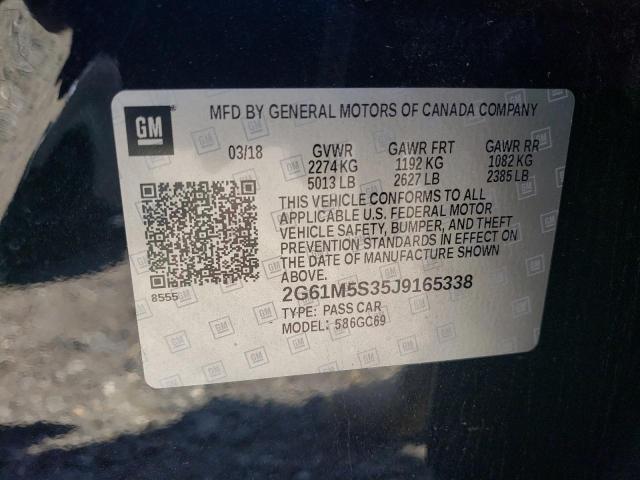 GM
MFD BY GENERAL MOTORS OF CANADA COMPANY
03/18 GVWR GAWR FRT GAWR RR
2274 KG 1192 KG 1082 KG
5013 LB 2627 LB 2385 LB
THIS VEHICLE CONFORMS TO ALL
APPLICABLE U.S. FEDERAL MOTOR
VEHICLE SAFETY, BUMPER, AND THEFT
PREVENTION STANDARDS IN EFFECT ON
THE DATE OF MANUFACTURE SHOWN
ABOVE.
8555
2G61M5S35J9165338
TYPE: PASS CAR
MODEL: 586GC69